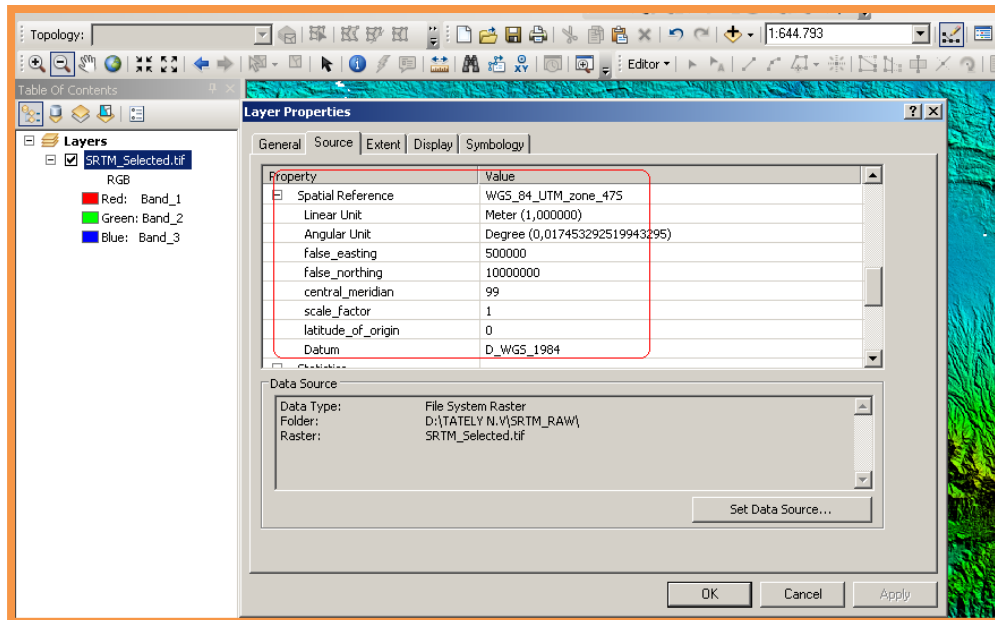 Topology:
1:644.793
Editor
Table Of Contents
Layers
SRTM_Selected.tif
RGB
Red: Band_1
Green: Band_2
Blue: Band_3
Layer Properties
General Source Extent Display Symbology
Property Value
Spatial Reference WGS_84_UTM_zone_47S
Linear Unit Meter (1,000000)
Angular Unit Degree (0,017453292519943295)
false_easting 500000
false_northing 10000000
central_meridian 99
scale_factor 1
latitude_of_origin 0
Datum D_WGS_1984
Data Source
Data Type: File System Raster
Folder: D:\TATELY N.V\SRTM_RAW\
Raster: SRTM_Selected.tif
Set Data Source...
OK Cancel Apply